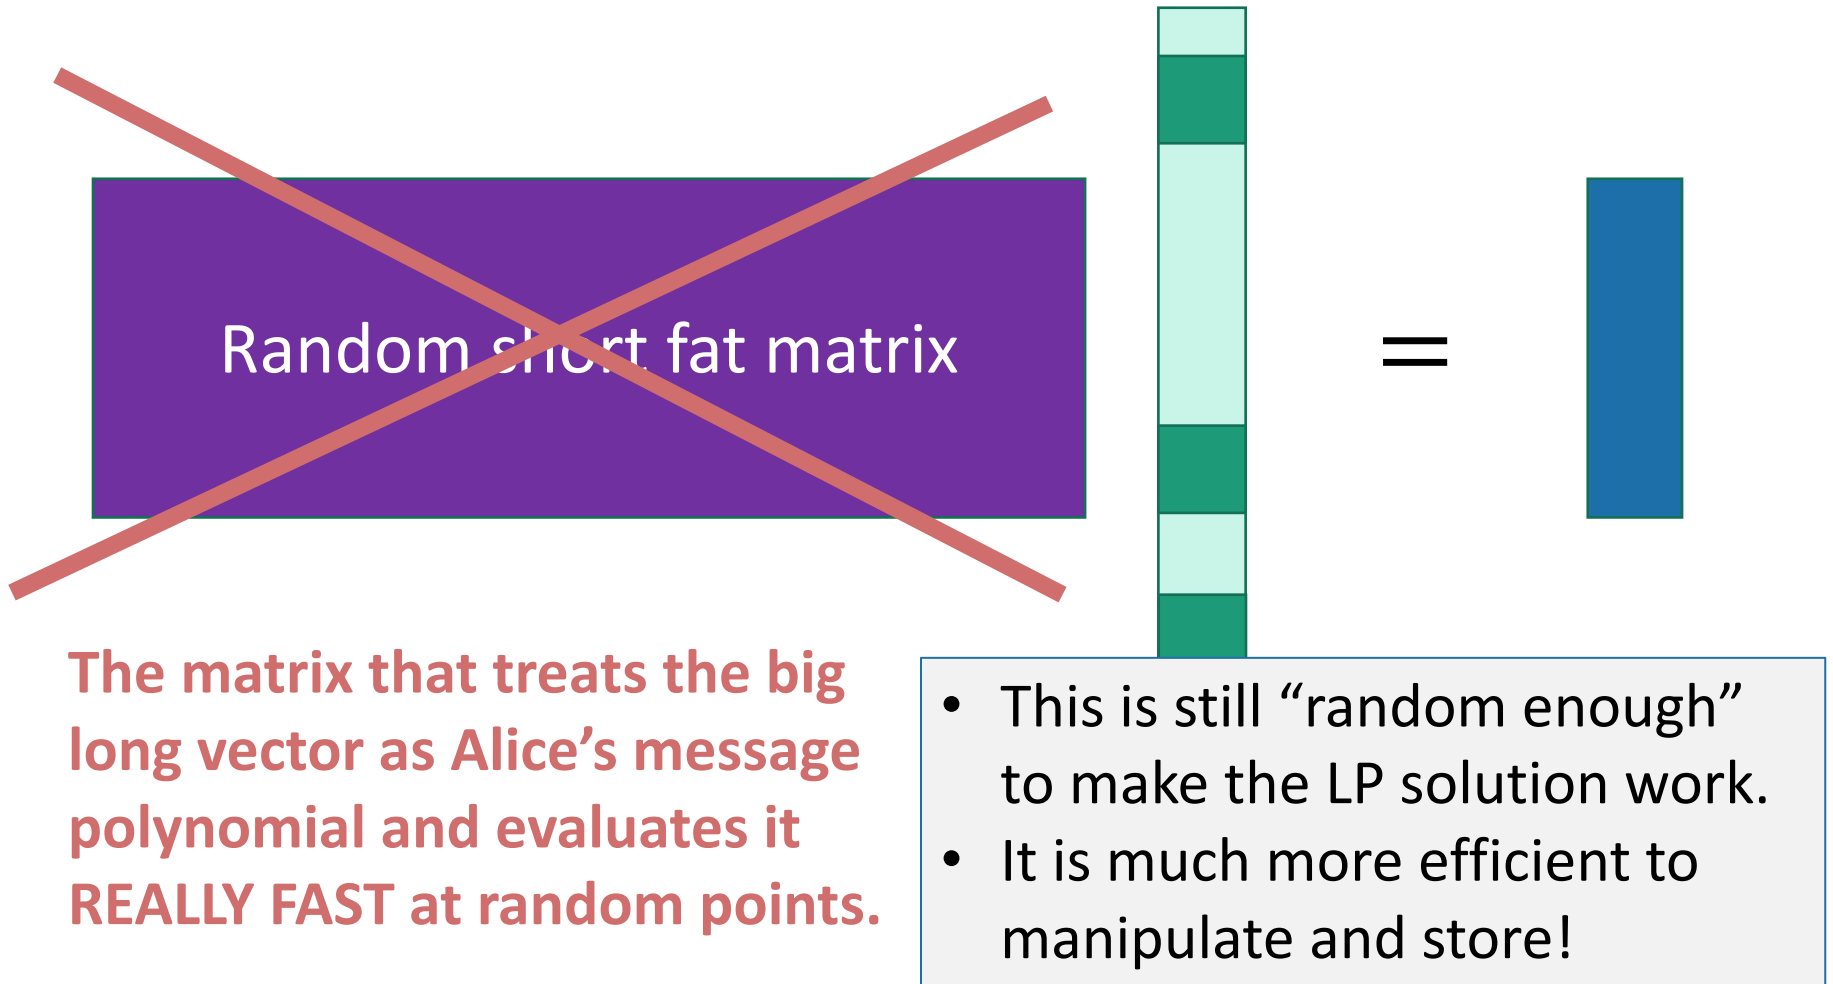 Random short fat matrix
=
The matrix that treats the big
long vector as Alice’s message
polynomial and evaluates it
REALLY FAST at random points.
• This is still “random enough”
to make the LP solution work.
• It is much more efficient to
manipulate and store!